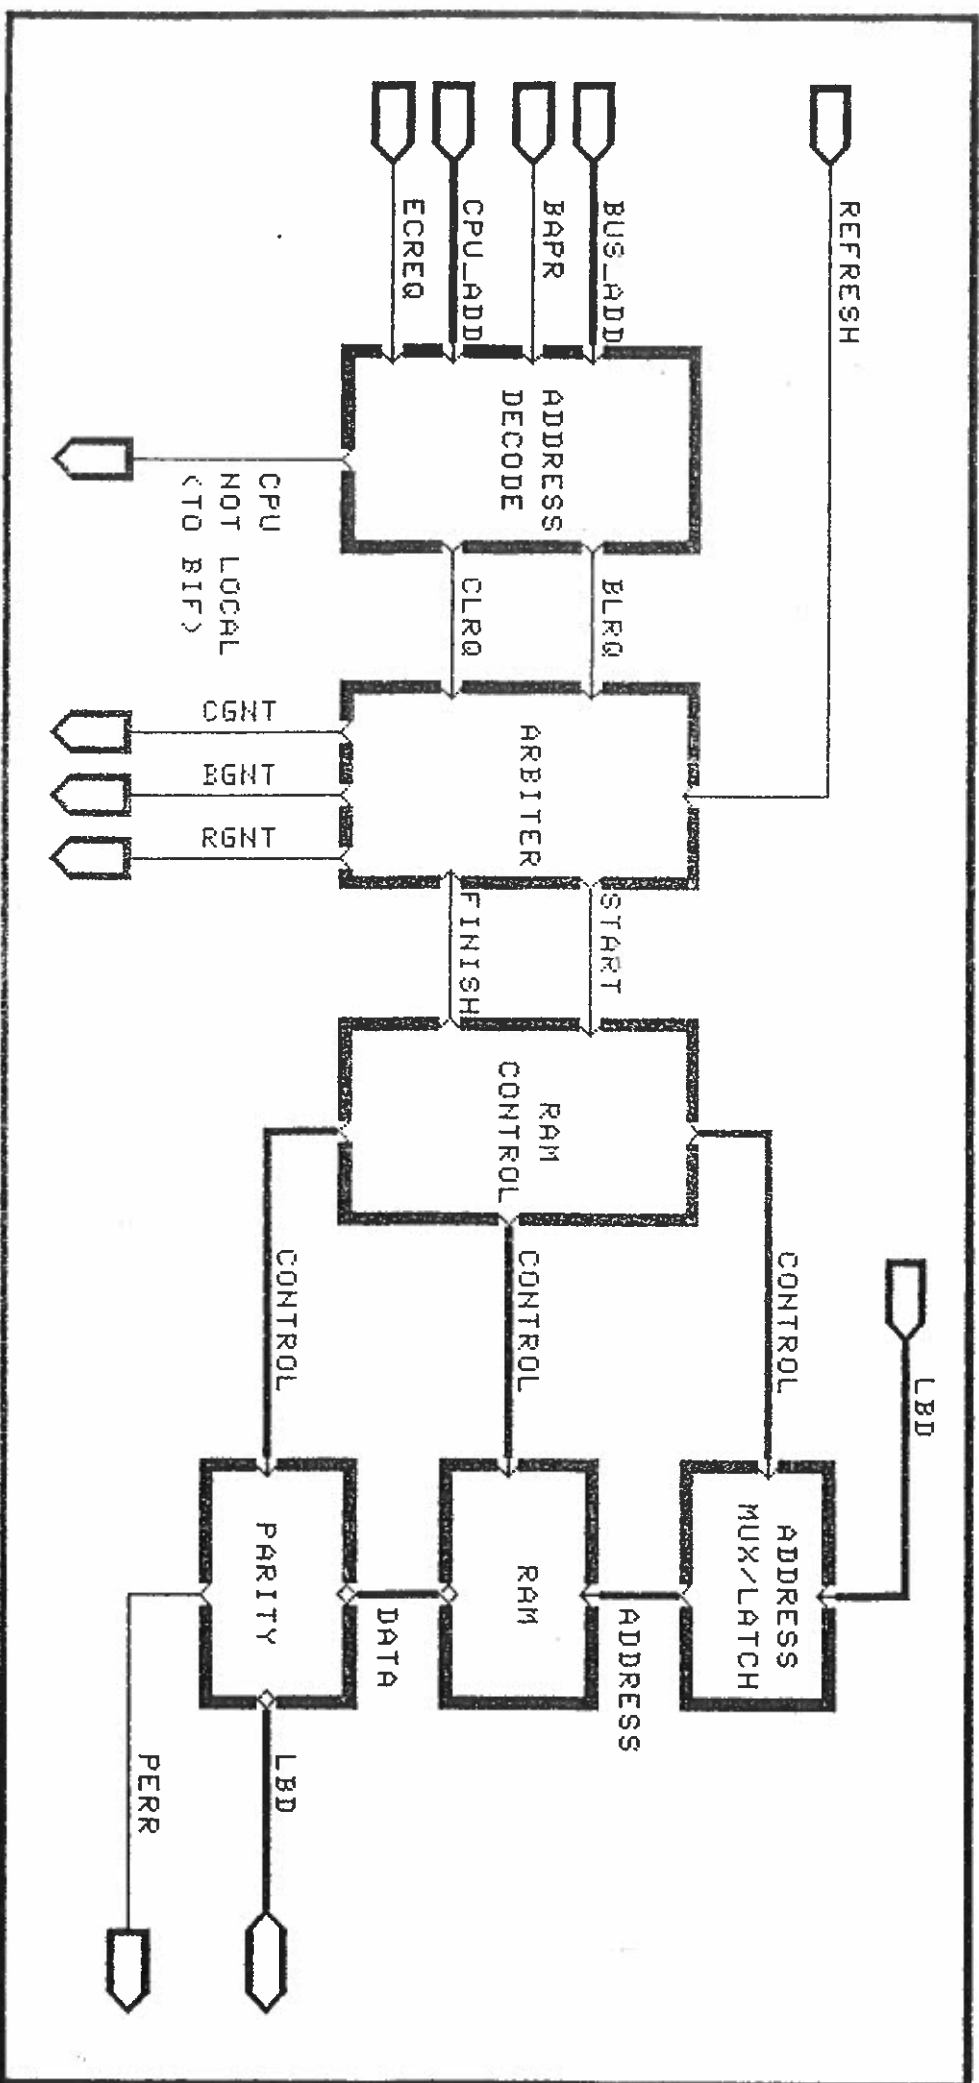 REFRESH
LBD
BUS_ADD
BAPR
CPU_ADD
ECREQ
ADDRESS
DECODE
BLRQ
CLRQ
ARBITER
START
FINISH
RAM
CONTROL
CONTROL
CONTROL
CONTROL
ADDRESS
MUX/LATCH
ADDRESS
RAM
DATA
PARITY
LBD
PERR
CPU
NOT LOCAL
<TO BIF>
CGNT
BGNT
RGNT